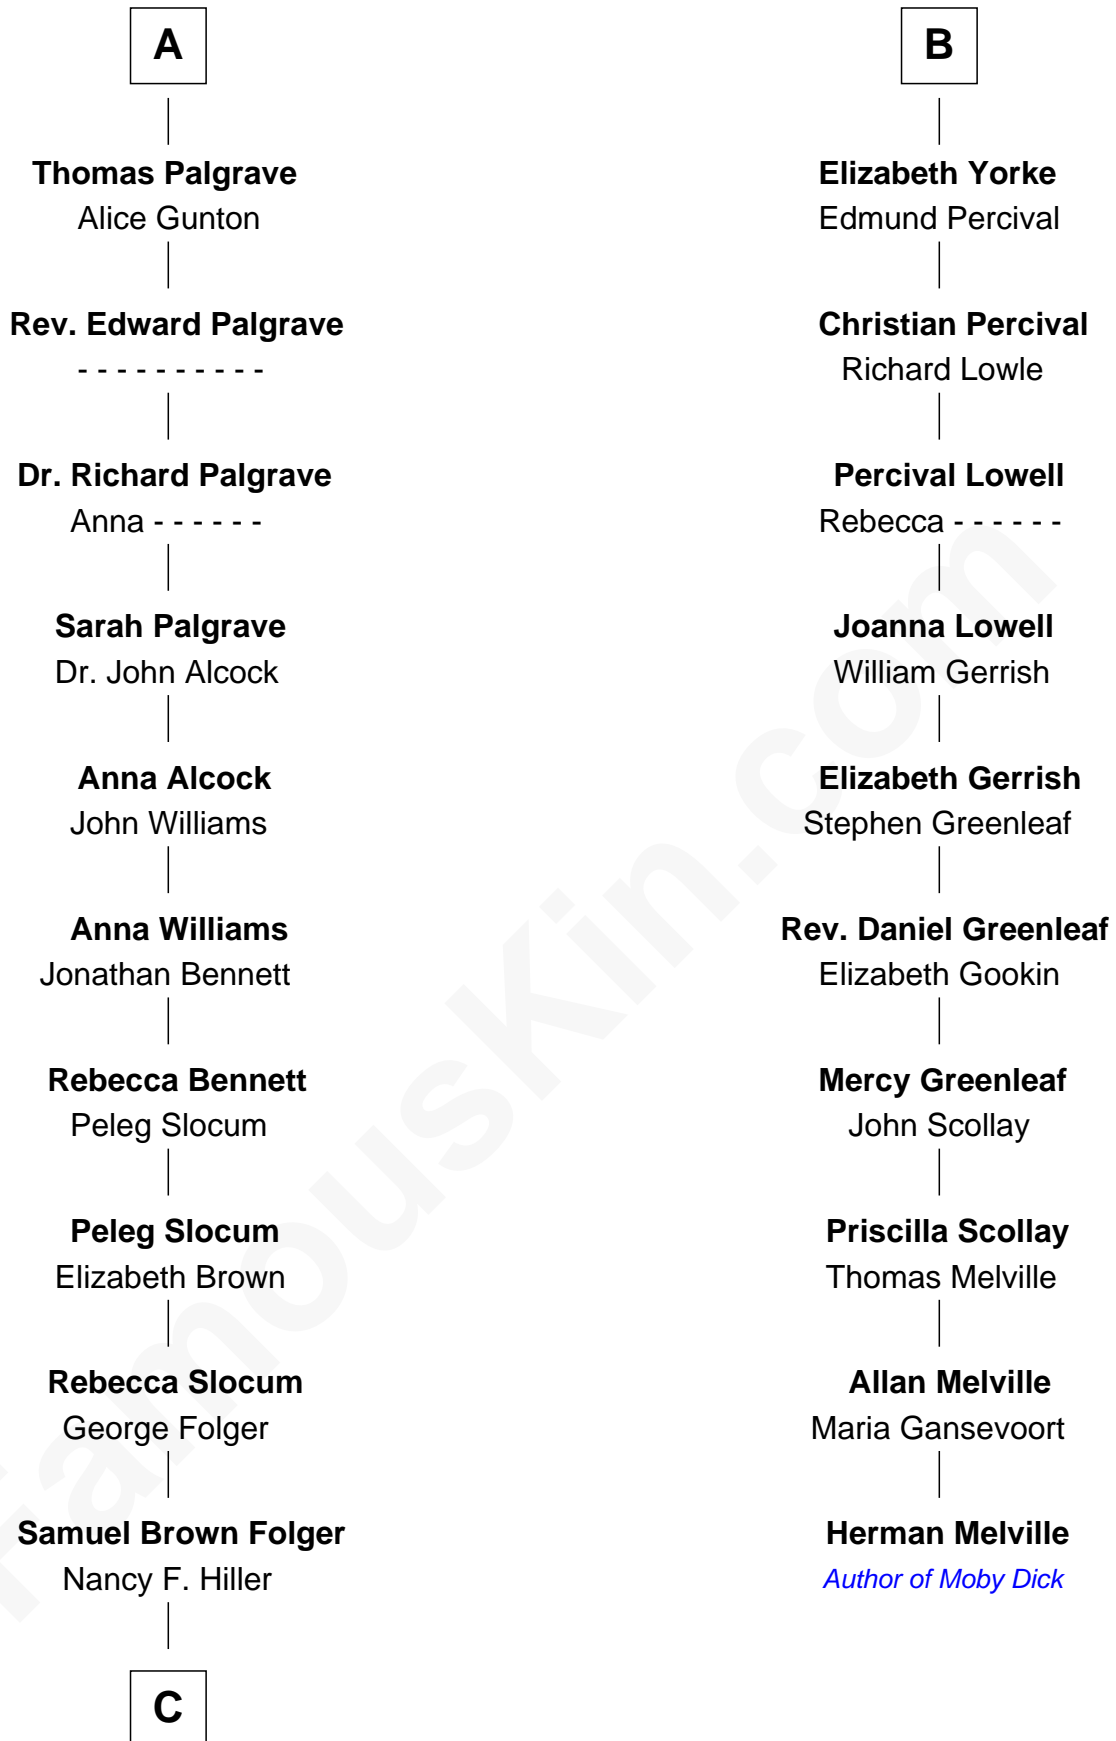 A
Thomas Palgrave
Alice Gunton
Rev. Edward Palgrave
- - - - - - - - - -
Dr. Richard Palgrave
Anna - - - - - -
Sarah Palgrave
Dr. John Alcock
Anna Alcock
John Williams
Anna Williams
Jonathan Bennett
Rebecca Bennett
Peleg Slocum
Peleg Slocum
Elizabeth Brown
Rebecca Slocum
George Folger
Samuel Brown Folger
Nancy F. Hiller
C
B
Elizabeth Yorke
Edmund Percival
Christian Percival
Richard Lowle
Percival Lowell
Rebecca - - - - - -
Joanna Lowell
William Gerrish
Elizabeth Gerrish
Stephen Greenleaf
Rev. Daniel Greenleaf
Elizabeth Gookin
Mercy Greenleaf
John Scollay
Priscilla Scollay
Thomas Melville
Allan Melville
Maria Gansevoort
Herman Melville
Author of Moby Dick
FamousKin.com